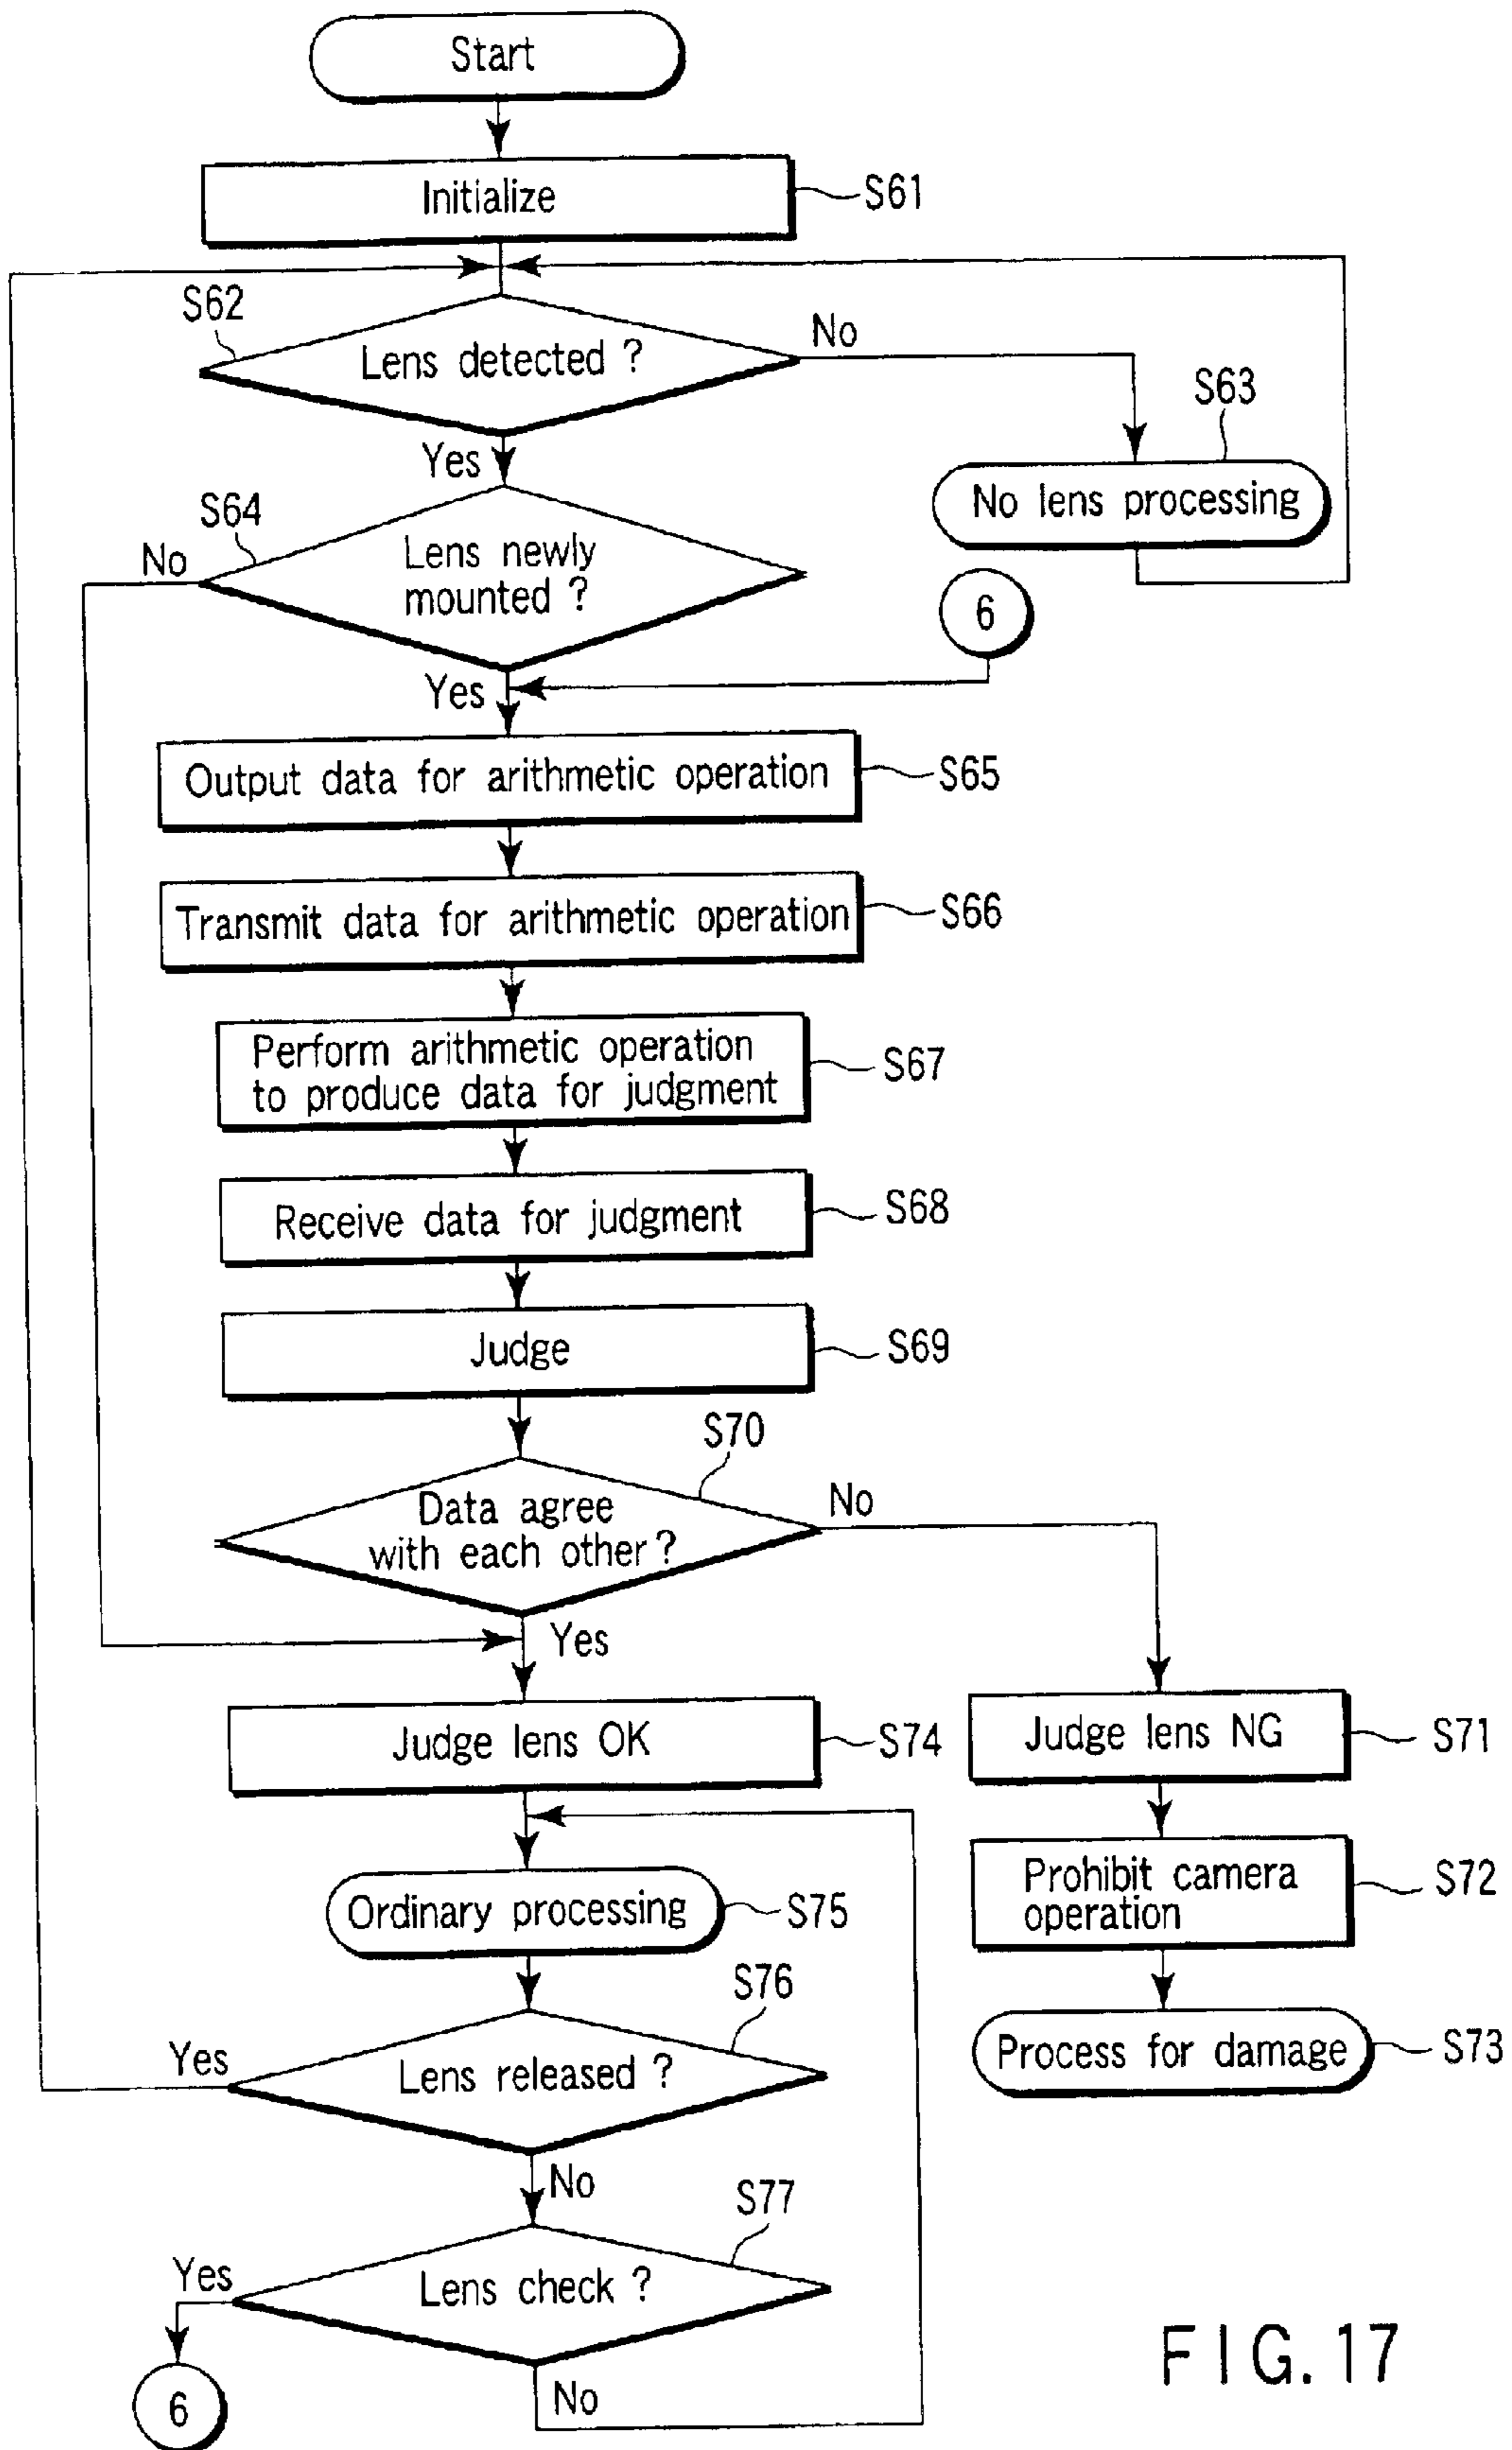 Start
Initialize
S61
S62
Lens detected ?
No
S63
Yes
No lens processing
S64
No
Lens newly
mounted ?
6
Yes
Output data for arithmetic operation
S65
Transmit data for arithmetic operation
S66
Perform arithmetic operation
to produce data for judgment
S67
Receive data for judgment
S68
Judge
S69
S70
Data agree
with each other ?
No
Yes
Judge lens OK
S74
Judge lens NG
S71
Prohibit camera
operation
S72
Ordinary processing
S75
S76
Process for damage
S73
Yes
Lens released ?
No
S77
Yes
Lens check ?
6
No
FIG. 17